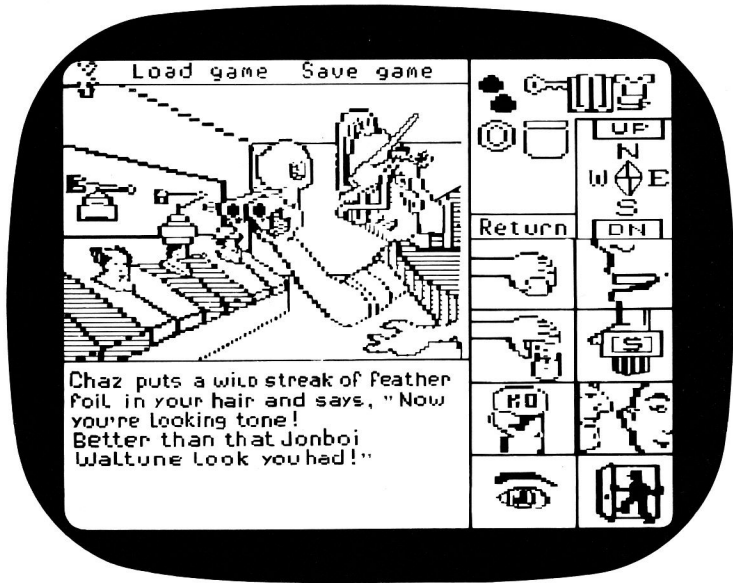 Load game Save game
UP
N
W E
S
Return DN
[S]
NO
Chaz puts a wild streak of feather
foil in your hair and says, "Now
you're looking tone!
Better than that Jonboi
Waltune Look you had!"